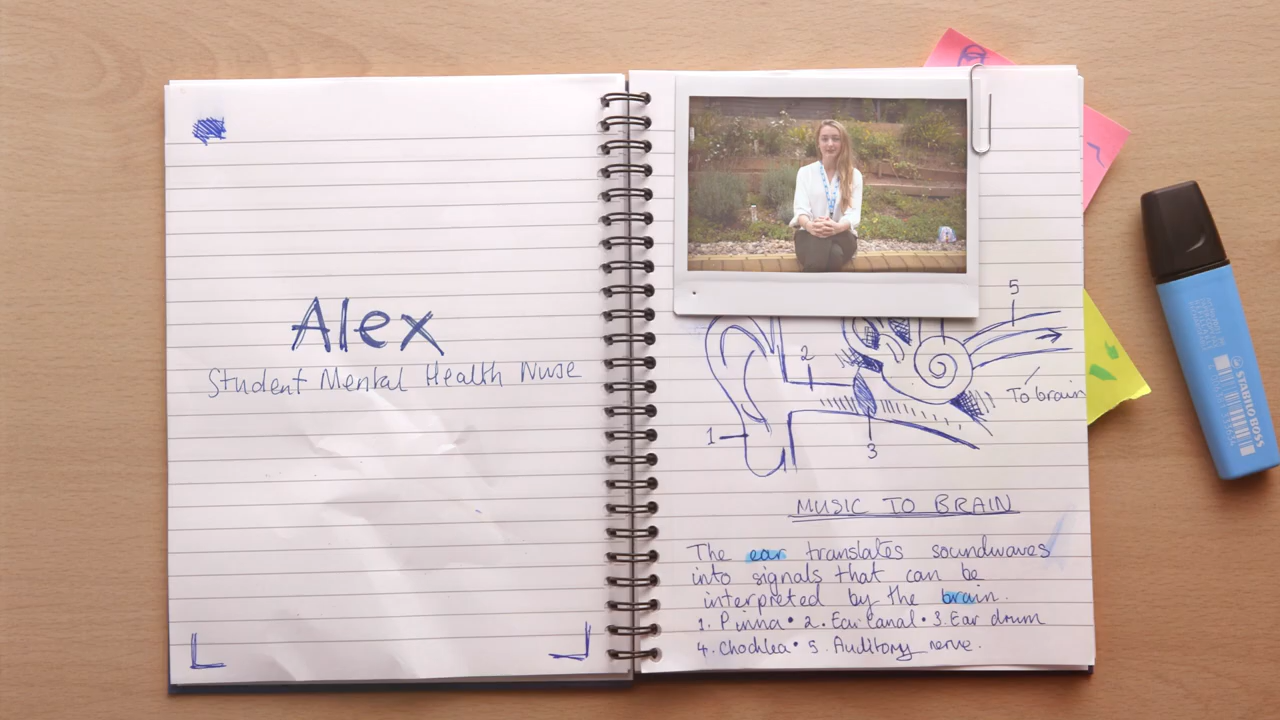 Alex
Student Mental Health Nurse
5
2
To brain
1
3
MUSIC TO BRAIN
The ear translates soundwaves
into signals that can be
interpreted by the brain.
1. Pinna • 2. Ear Canal • 3. Ear drum
4. Chochlea • 5. Auditory nerve.
STABILO BOSS